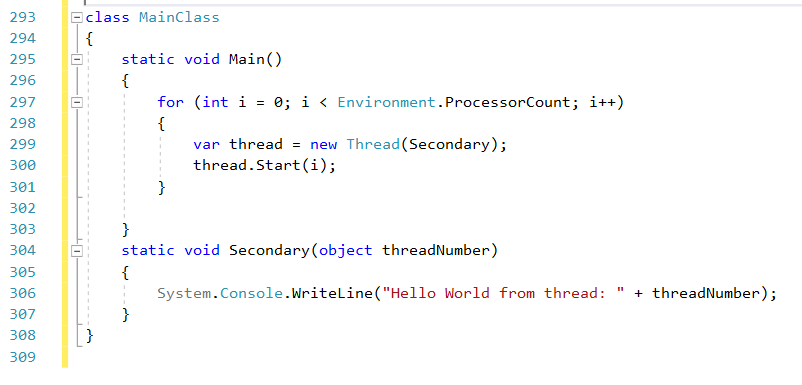 293 class MainClass
294 {
295     static void Main()
296     {
297         for (int i = 0; i < Environment.ProcessorCount; i++)
298         {
299             var thread = new Thread(Secondary);
300             thread.Start(i);
301         }
302
303     }
304     static void Secondary(object threadNumber)
305     {
306         System.Console.WriteLine("Hello World from thread: " + threadNumber);
307     }
308 }
309